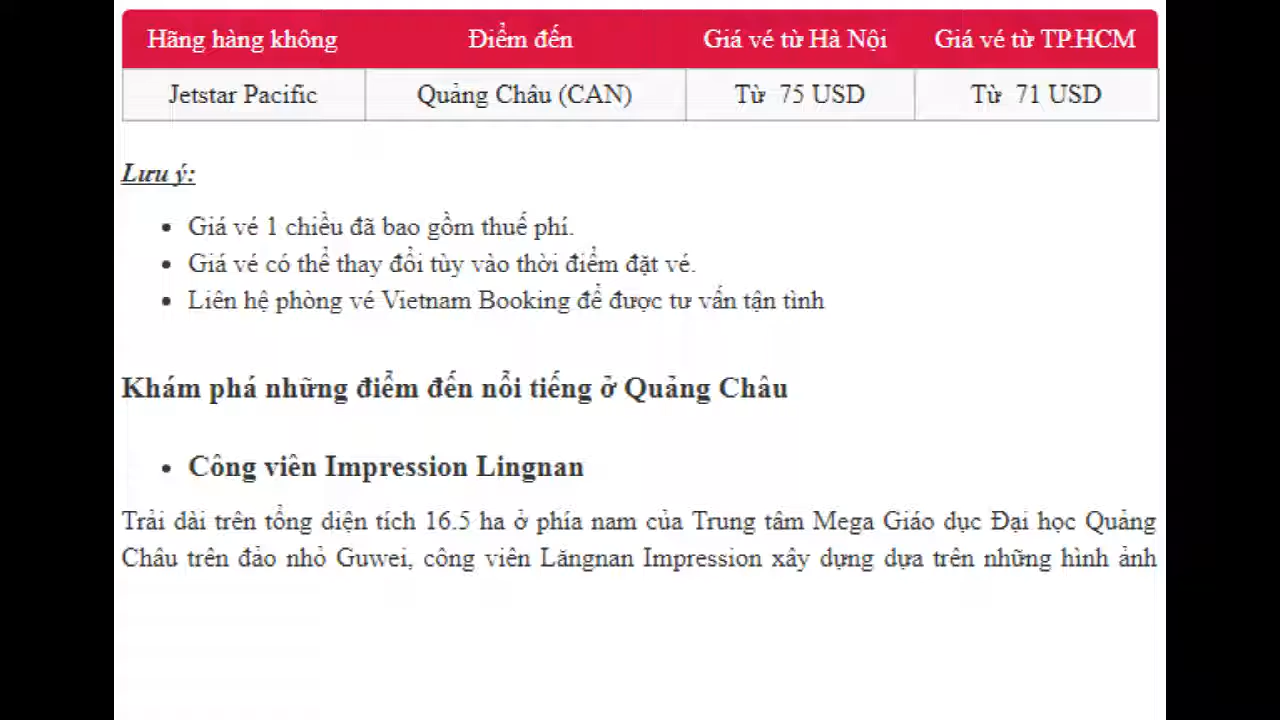 Hãng hàng không Điểm đến Giá vé từ Hà Nội Giá vé từ TP.HCM
Jetstar Pacific Quảng Châu (CAN) Từ 75 USD Từ 71 USD
Lưu ý:
• Giá vé 1 chiều đã bao gồm thuế phí.
• Giá vé có thể thay đổi tùy vào thời điểm đặt vé.
• Liên hệ phòng vé Vietnam Booking để được tư vấn tận tình
Khám phá những điểm đến nổi tiếng ở Quảng Châu
• Công viên Impression Lingnan
Trải dài trên tổng diện tích 16.5 ha ở phía nam của Trung tâm Mega Giáo dục Đại học Quảng
Châu trên đảo nhỏ Guwei, công viên Lăngnan Impression xây dựng dựa trên những hình ảnh